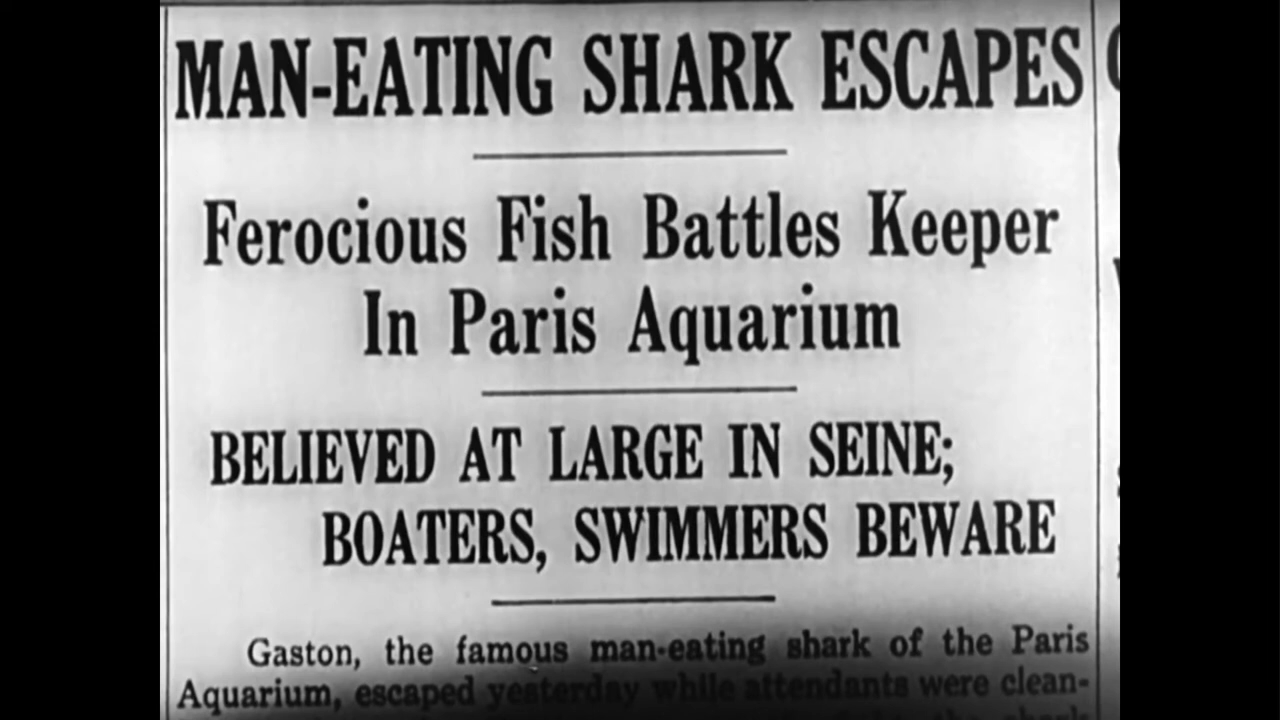 MAN-EATING SHARK ESCAPES
Ferocious Fish Battles Keeper
In Paris Aquarium
BELIEVED AT LARGE IN SEINE;
BOATERS, SWIMMERS BEWARE
Gaston, the famous man-eating shark of the Paris
Aquarium, escaped yesterday while attendants were clean-